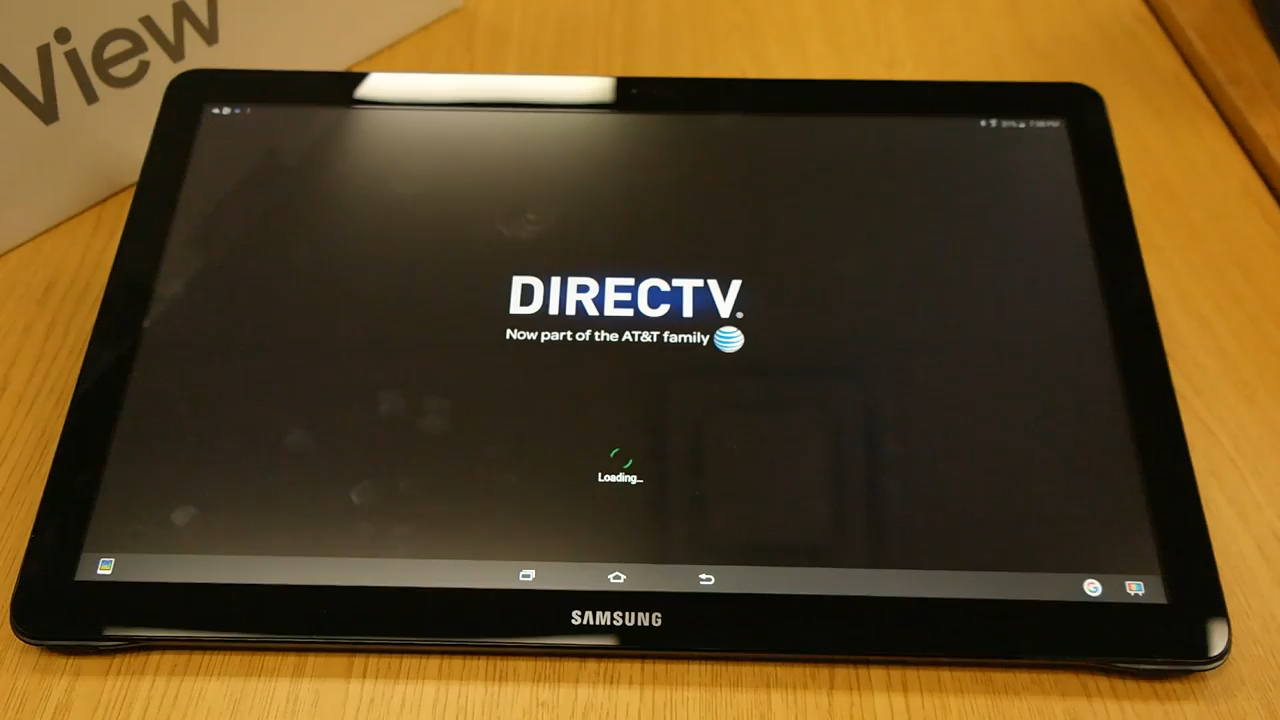 View
DIRECTV
Now part of the AT&T family
Loading...
SAMSUNG